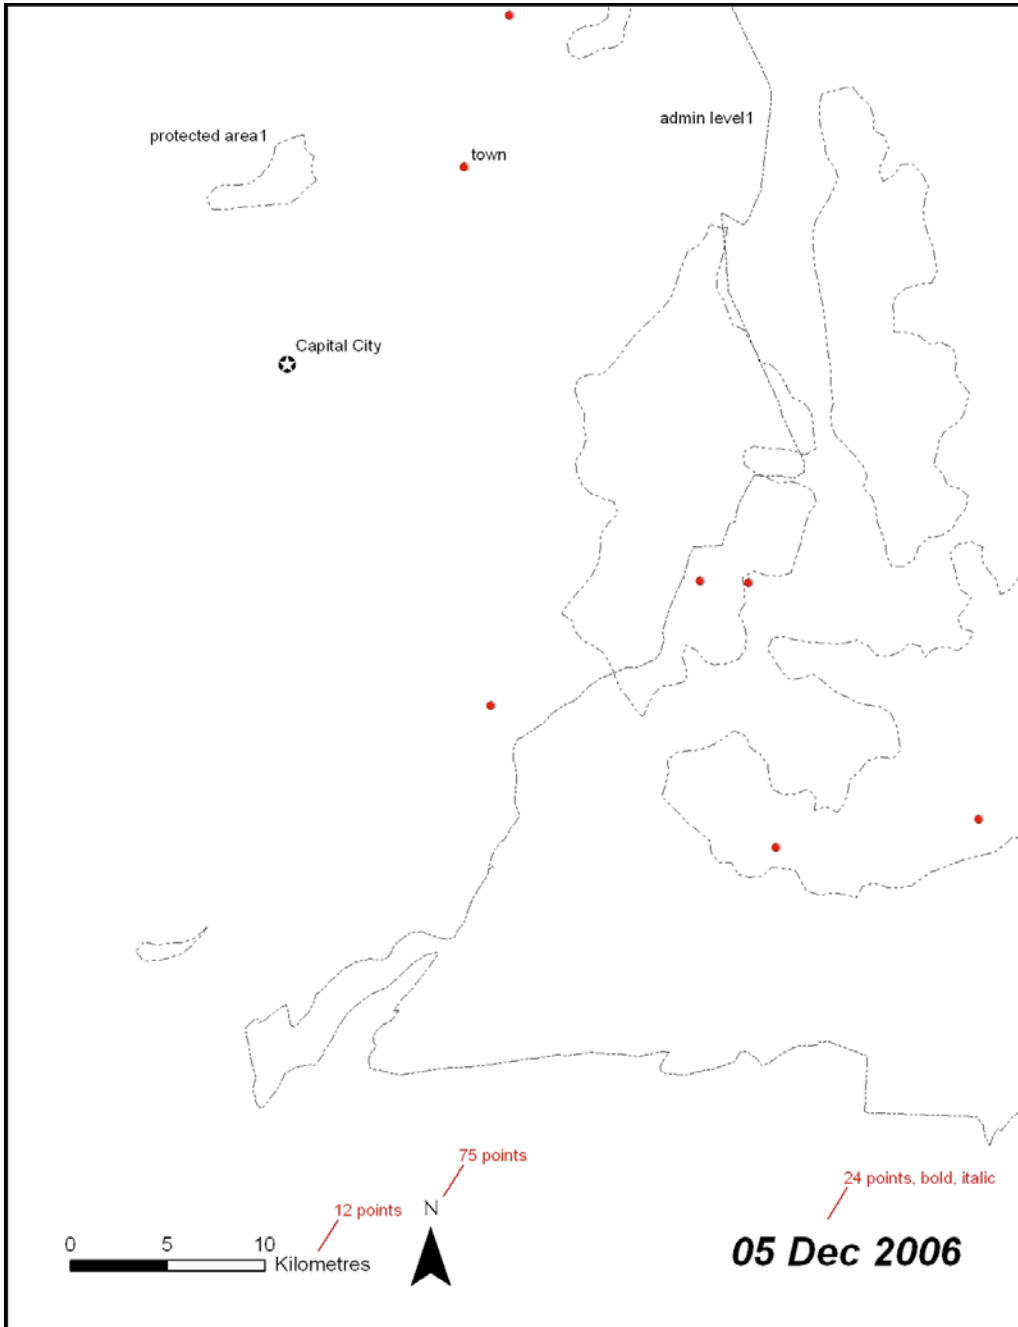 admin level1
protected area1
town
Capital City
75 points
24 points, bold, italic
12 points
N
0 5 10
Kilometres
05 Dec 2006